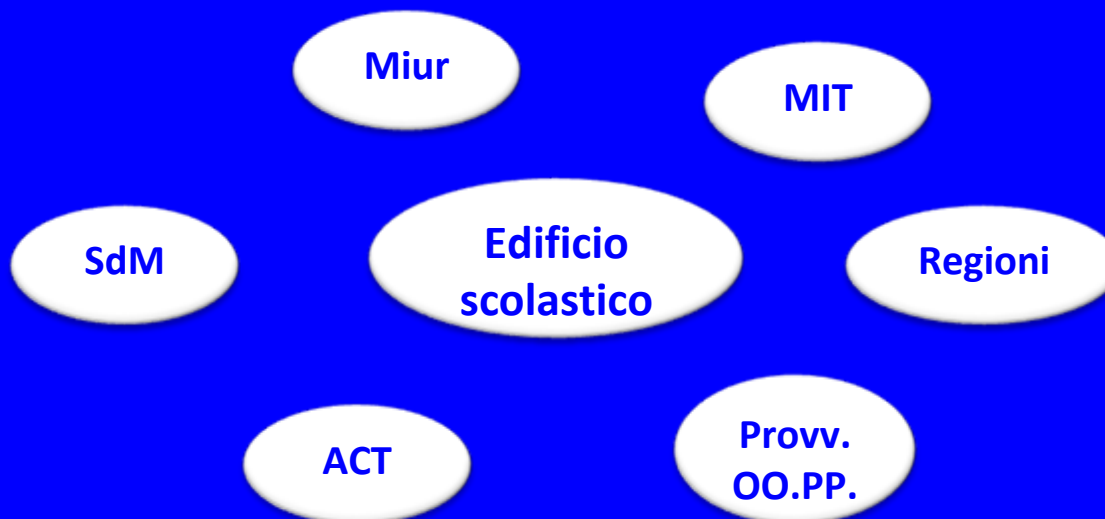 Miur
MIT
SdM
Edificio
scolastico
Regioni
ACT
Provv.
OO.PP.